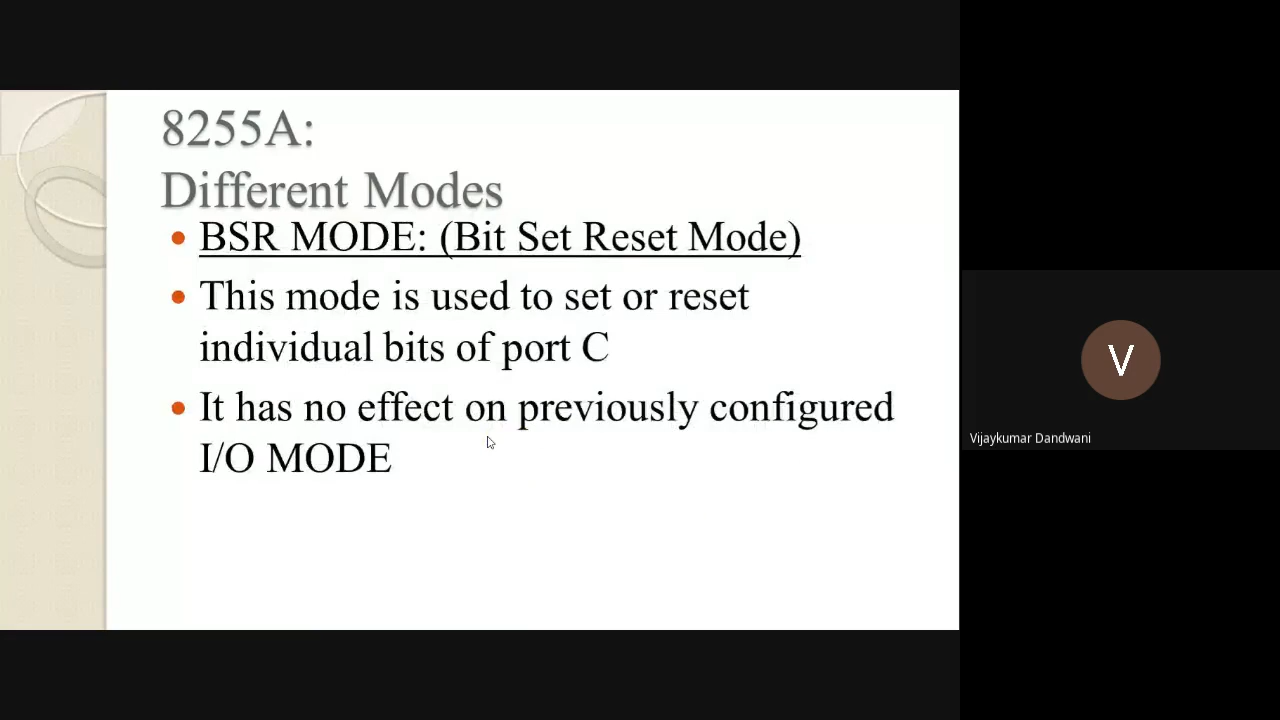 8255A:
Different Modes
BSR MODE: (Bit Set Reset Mode)
This mode is used to set or reset
individual bits of port C
It has no effect on previously configured
I/O MODE
V
Vijaykumar Dandwani